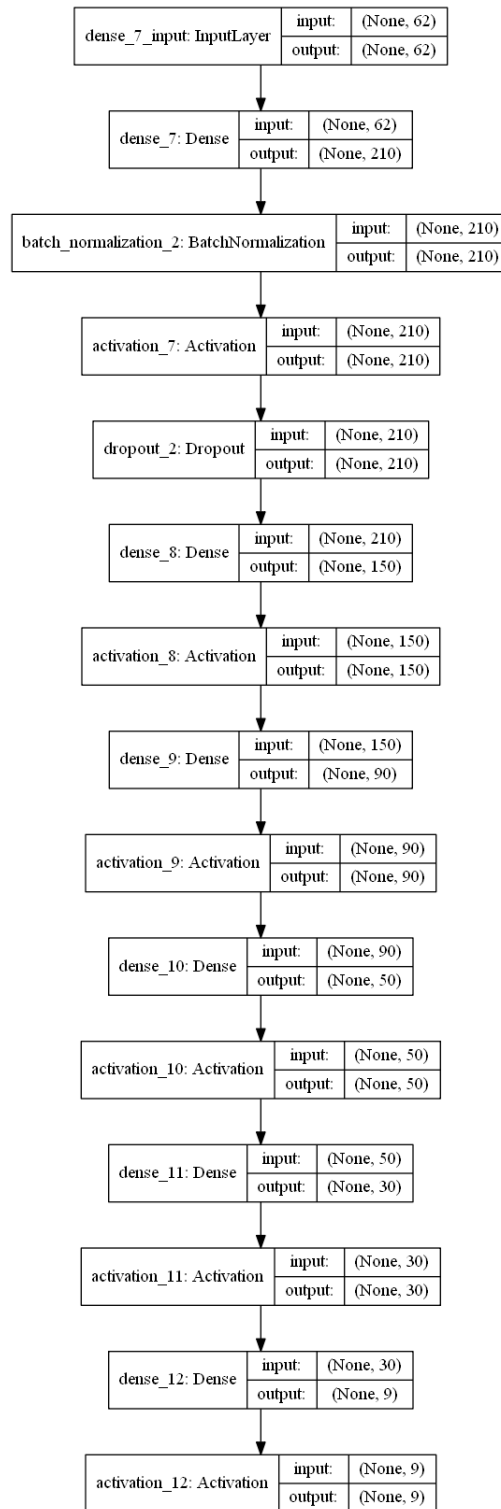 dense_7_input: InputLayer input: (None, 62)
output: (None, 62)
dense_7: Dense input: (None, 62)
output: (None, 210)
batch_normalization_2: BatchNormalization input: (None, 210)
output: (None, 210)
activation_7: Activation input: (None, 210)
output: (None, 210)
dropout_2: Dropout input: (None, 210)
output: (None, 210)
dense_8: Dense input: (None, 210)
output: (None, 150)
activation_8: Activation input: (None, 150)
output: (None, 150)
dense_9: Dense input: (None, 150)
output: (None, 90)
activation_9: Activation input: (None, 90)
output: (None, 90)
dense_10: Dense input: (None, 90)
output: (None, 50)
activation_10: Activation input: (None, 50)
output: (None, 50)
dense_11: Dense input: (None, 50)
output: (None, 30)
activation_11: Activation input: (None, 30)
output: (None, 30)
dense_12: Dense input: (None, 30)
output: (None, 9)
activation_12: Activation input: (None, 9)
output: (None, 9)